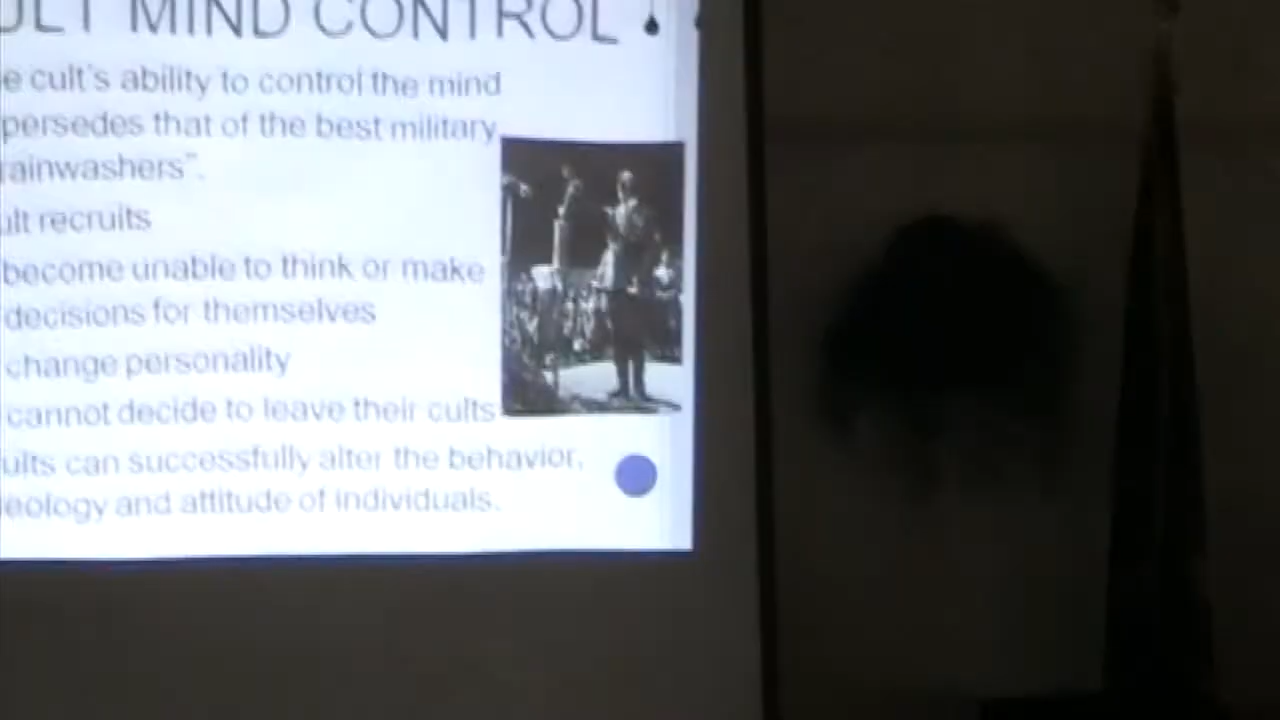 ULT MIND CONTROL
e cult's ability to control the mind
persedes that of the best military
rainwashers".
ult recruits
become unable to think or make
decisions for themselves
change personality
cannot decide to leave their cults
ults can successfully alter the behavior,
eology and attitude of individuals.